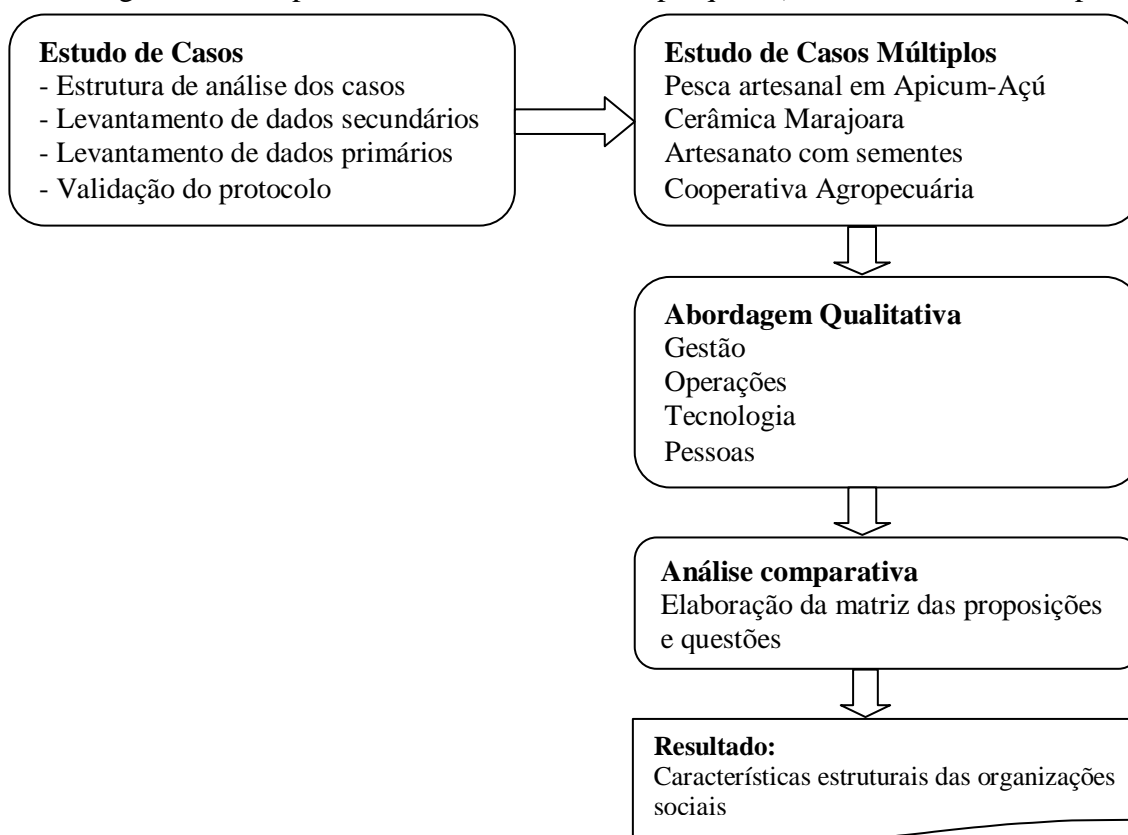 Estudo de Casos
- Estrutura de análise dos casos
- Levantamento de dados secundários
- Levantamento de dados primários
- Validação do protocolo
Estudo de Casos Múltiplos
Pesca artesanal em Apicum-Açú
Cerâmica Marajoara
Artesanato com sementes
Cooperativa Agropecuária
Abordagem Qualitativa
Gestão
Operações
Tecnologia
Pessoas
Análise comparativa
Elaboração da matriz das proposições
e questões
Resultado:
Características estruturais das organizações
sociais